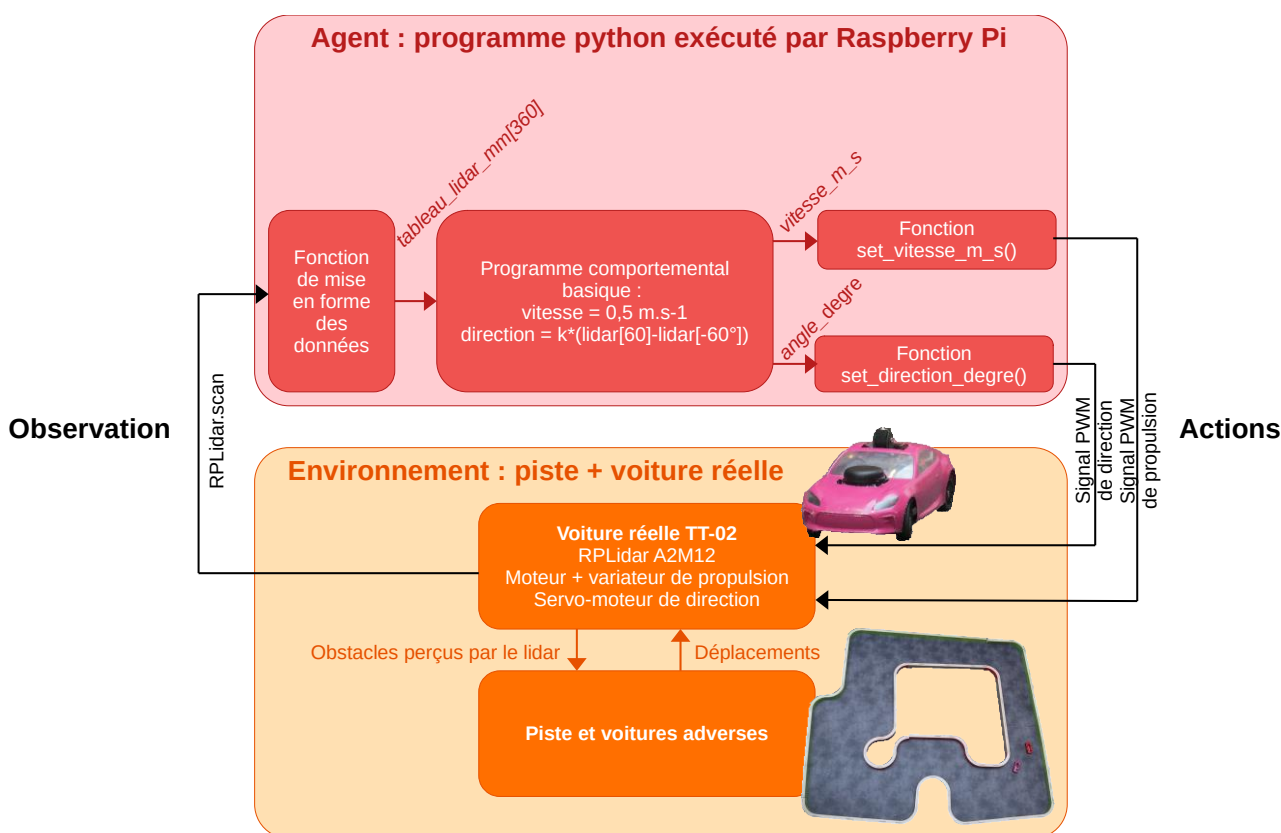 Agent : programme python exécuté par Raspberry Pi
tableau_lidar_mm[360]
vitesse_m_s
Fonction
de mise
en forme
des
données
Programme comportemental
basique :
vitesse = 0,5 m.s-1
direction = k*(lidar[60]-lidar[-60°])
Fonction
set_vitesse_m_s()
angle_degre
Fonction
set_direction_degre()
Observation
RPLidar.scan
Signal PWM
de direction
Signal PWM
de propulsion
Actions
Environnement : piste + voiture réelle
Voiture réelle TT-02
RPLidar A2M12
Moteur + variateur de propulsion
Servo-moteur de direction
Obstacles perçus par le lidar
Déplacements
Piste et voitures adverses